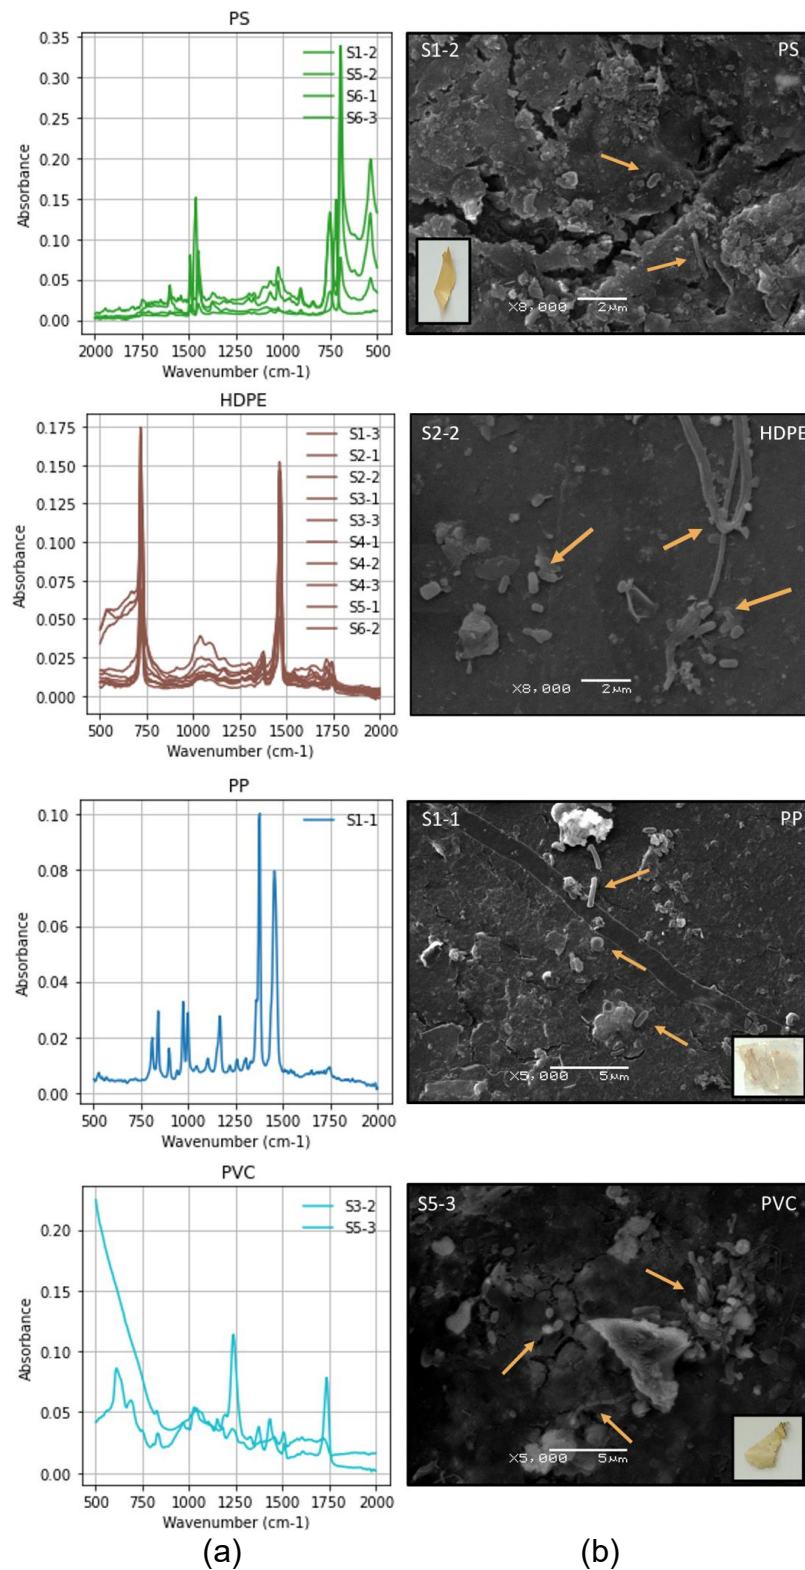 PS
0.35
0.30
0.25
0.20
0.15
0.10
0.05
0.00
Absorbance
S1-2
S5-2
S6-1
S6-3
2000 1750 1500 1250 1000 750 500
Wavenumber (cm-1)
S1-2 PS
X8,000 2μm
HDPE
0.175
0.150
0.125
0.100
0.075
0.050
0.025
0.000
Absorbance
S1-3
S2-1
S2-2
S3-1
S3-3
S4-1
S4-2
S4-3
S5-1
S6-2
500 750 1000 1250 1500 1750 2000
Wavenumber (cm-1)
S2-2 HDPE
X8,000 2μm
PP
0.10
0.08
0.06
0.04
0.02
0.00
Absorbance
S1-1
500 750 1000 1250 1500 1750 2000
Wavenumber (cm-1)
S1-1 PP
X5,000 5μm
PVC
0.20
0.15
0.10
0.05
0.00
Absorbance
S3-2
S5-3
500 750 1000 1250 1500 1750 2000
Wavenumber (cm-1)
S5-3 PVC
X5,000 5μm
(a) (b)